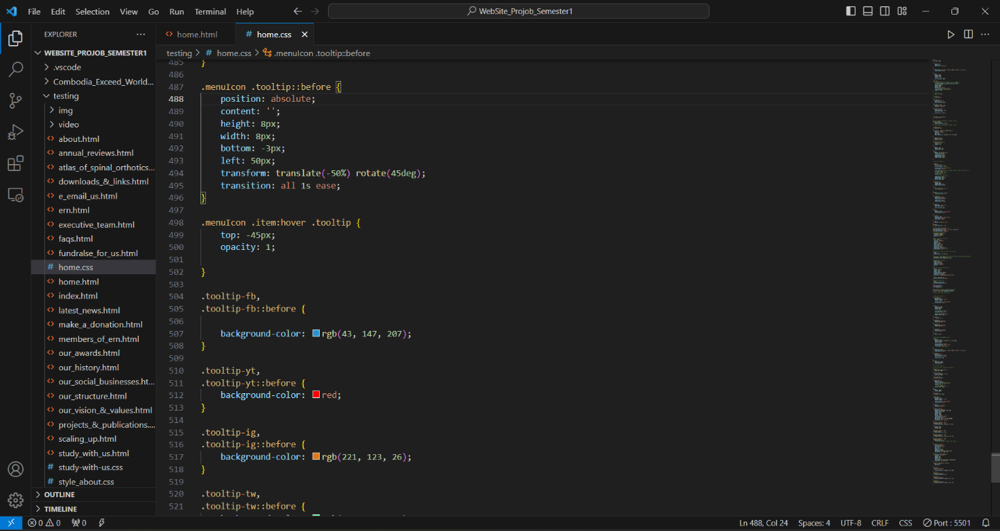 File Edit Selection View Go Run Terminal Help
WebSite_Projob_Semester1
EXPLORER
WEBSITE_PROJOB_SEMESTER1
.vscode
Combodia_Exceed_World...
testing
img
video
about.html
annual_reviews.html
atlas_of_spinal_orthotics...
downloads_&_links.html
e_email_us.html
ern.html
executive_team.html
faqs.html
fundralse_for_us.html
home.css
home.html
index.html
latest_news.html
make_a_donation.html
members_of_ern.html
our_awards.html
our_history.html
our_social_businesses.ht...
our_structure.html
our_vision_&_values.html
projects_&_publications....
scaling_up.html
study_with_us.html
study-with-us.css
style_about.css
OUTLINE
TIMELINE
home.html
home.css
testing > home.css > .menuIcon .tooltip::before
485 }
486
487 .menuIcon .tooltip::before {
488 position: absolute;
489 content: '';
490 height: 8px;
491 width: 8px;
492 bottom: -3px;
493 left: 50px;
494 transform: translate(-50%) rotate(45deg);
495 transition: all 1s ease;
496 }
497
498 .menuIcon .item:hover .tooltip {
499 top: -45px;
500 opacity: 1;
501
502 }
503
504 .tooltip-fb,
505 .tooltip-fb::before {
506
507 background-color: rgb(43, 147, 207);
508 }
509
510 .tooltip-yt,
511 .tooltip-yt::before {
512 background-color: red;
513 }
514
515 .tooltip-ig,
516 .tooltip-ig::before {
517 background-color: rgb(221, 123, 26);
518 }
519
520 .tooltip-tw,
521 .tooltip-tw::before {
0 0 0 Ln 488, Col 24 Spaces: 4 UTF-8 CRLF CSS Port : 5501